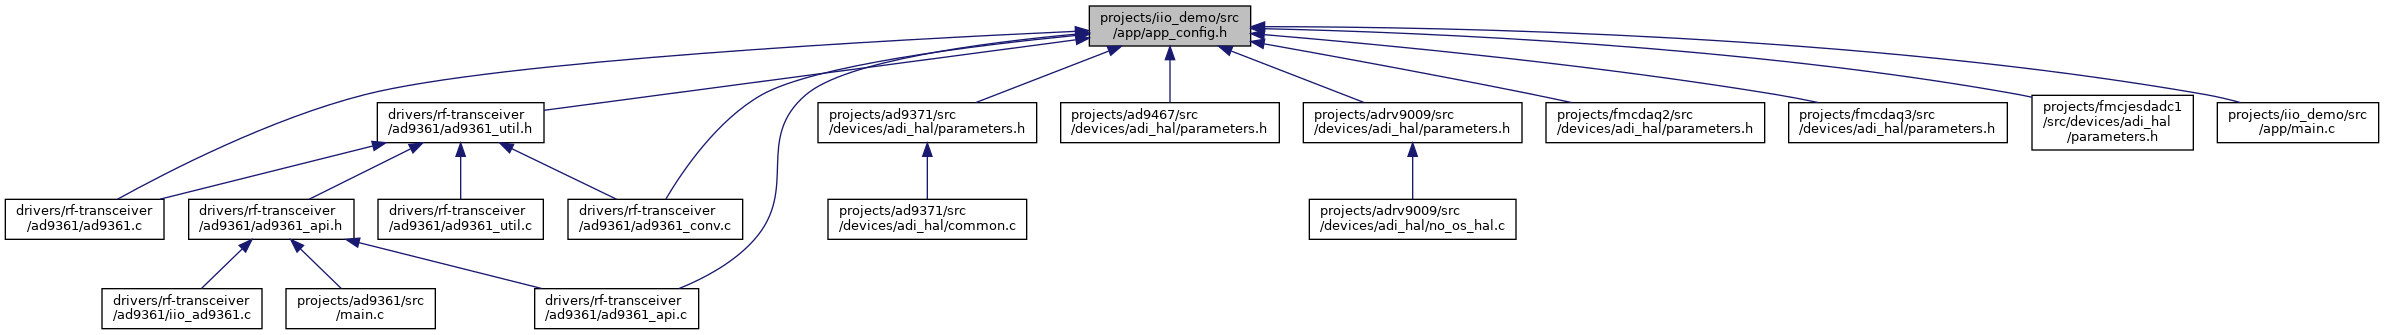 projects/iio_demo/src
/app/app_config.h
drivers/rf-transceiver
/ad9361/ad9361_util.h
projects/ad9371/src
/devices/adi_hal/parameters.h
projects/ad9467/src
/devices/adi_hal/parameters.h
projects/adrv9009/src
/devices/adi_hal/parameters.h
projects/fmcdaq2/src
/devices/adi_hal/parameters.h
projects/fmcdaq3/src
/devices/adi_hal/parameters.h
projects/fmcjesdadc1
/src/devices/adi_hal
/parameters.h
projects/iio_demo/src
/app/main.c
drivers/rf-transceiver
/ad9361/ad9361.c
drivers/rf-transceiver
/ad9361/ad9361_api.h
drivers/rf-transceiver
/ad9361/ad9361_util.c
drivers/rf-transceiver
/ad9361/ad9361_conv.c
projects/ad9371/src
/devices/adi_hal/common.c
projects/adrv9009/src
/devices/adi_hal/no_os_hal.c
drivers/rf-transceiver
/ad9361/iio_ad9361.c
projects/ad9361/src
/main.c
drivers/rf-transceiver
/ad9361/ad9361_api.c